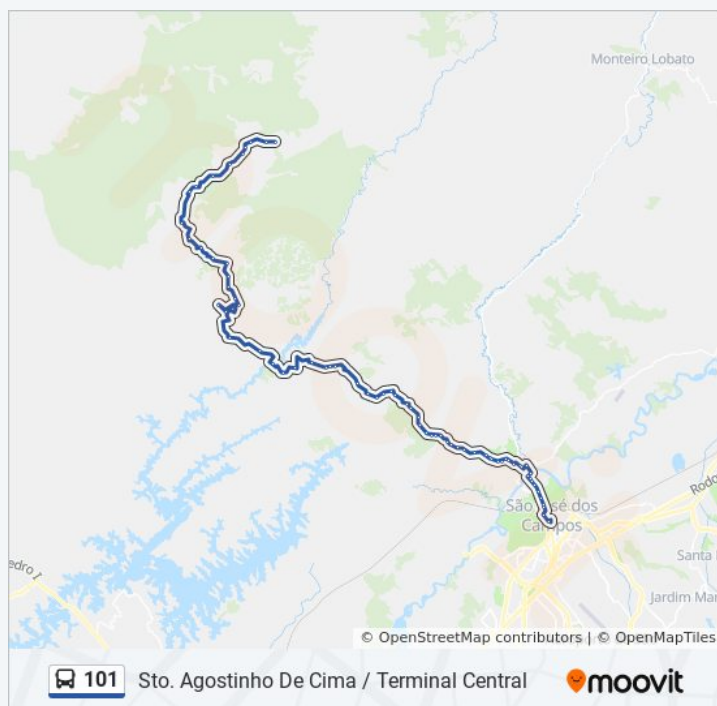 Monteiro Lobato
São José dos
Campos
Rodo
Santa
Jardim Mar
edro I
© OpenStreetMap contributors | © OpenMapTiles
101 Sto. Agostinho De Cima / Terminal Central moovit